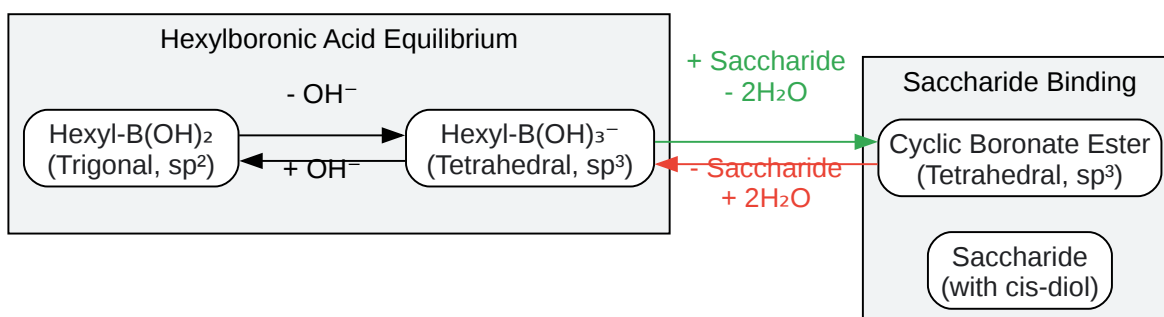 Hexylboronic Acid Equilibrium
- OH⁻
Hexyl-B(OH)₂
(Trigonal, sp²)
+ OH⁻
Hexyl-B(OH)₃⁻
(Tetrahedral, sp³)
+ Saccharide
- 2H₂O
- Saccharide
+ 2H₂O
Saccharide Binding
Cyclic Boronate Ester
(Tetrahedral, sp³)
Saccharide
(with cis-diol)